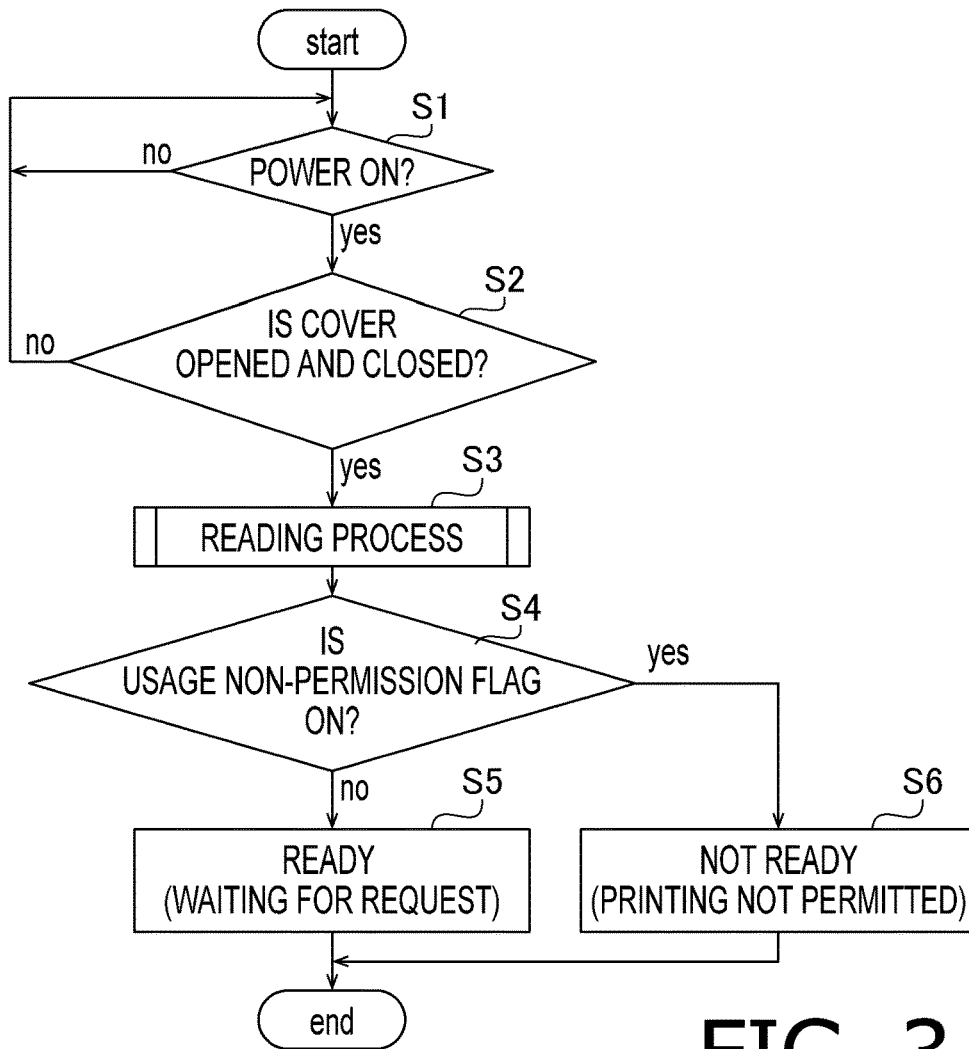 start
S1
no
POWER ON?
yes
S2
IS COVER
OPENED AND CLOSED?
no
yes
S3
READING PROCESS
S4
IS
USAGE NON-PERMISSION FLAG
ON?
yes
no
S5
S6
READY
(WAITING FOR REQUEST)
NOT READY
(PRINTING NOT PERMITTED)
end
FIG. 3